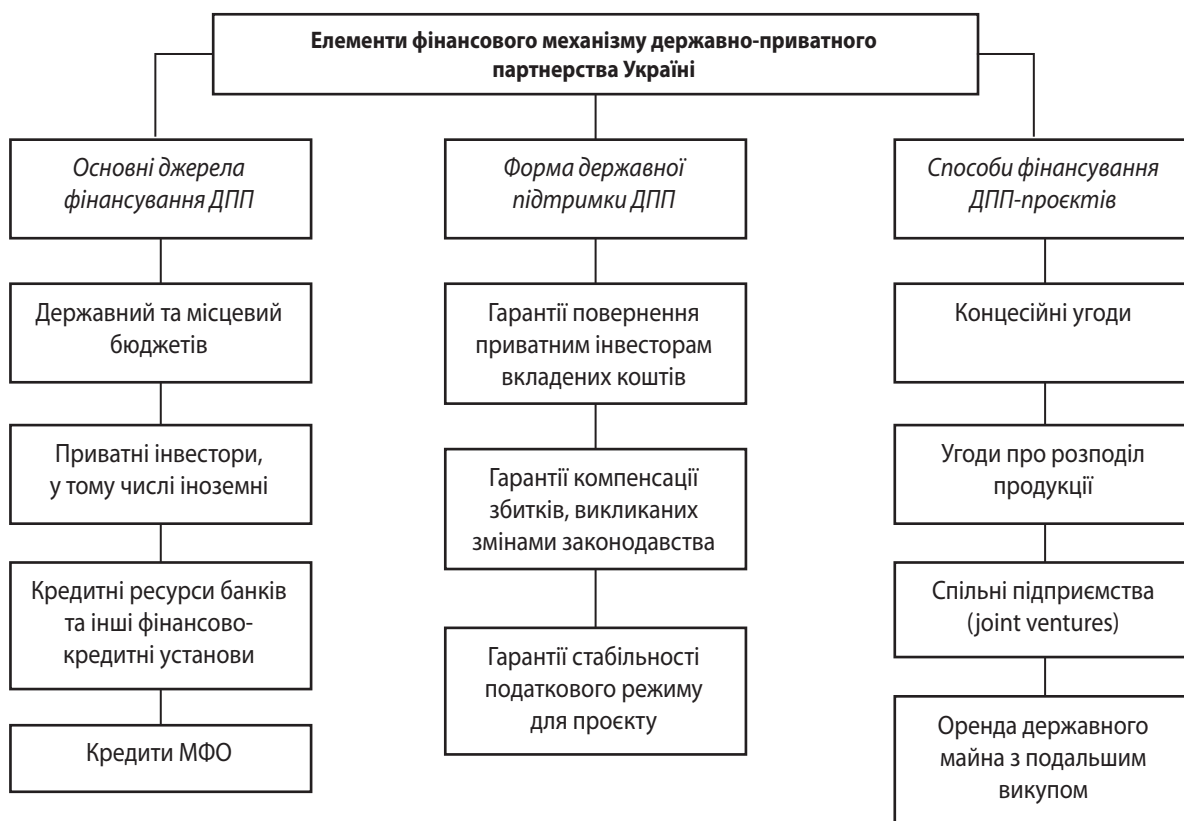 Елементи фінансового механізму державно-приватного
партнерства Україні
Основні джерела
фінансування ДПП
Державний та місцевий
бюджетів
Приватні інвестори,
у тому числі іноземні
Кредитні ресурси банків
та інші фінансово-
кредитні установи
Кредити МФО
Форма державної
підтримки ДПП
Гарантії повернення
приватним інвесторам
вкладених коштів
Гарантії компенсації
збитків, викликаних
змінами законодавства
Гарантії стабільності
податкового режиму
для проєкту
Способи фінансування
ДПП-проєктів
Концесійні угоди
Угоди про розподіл
продукції
Спільні підприємства
(joint ventures)
Оренда державного
майна з подальшим
викупом